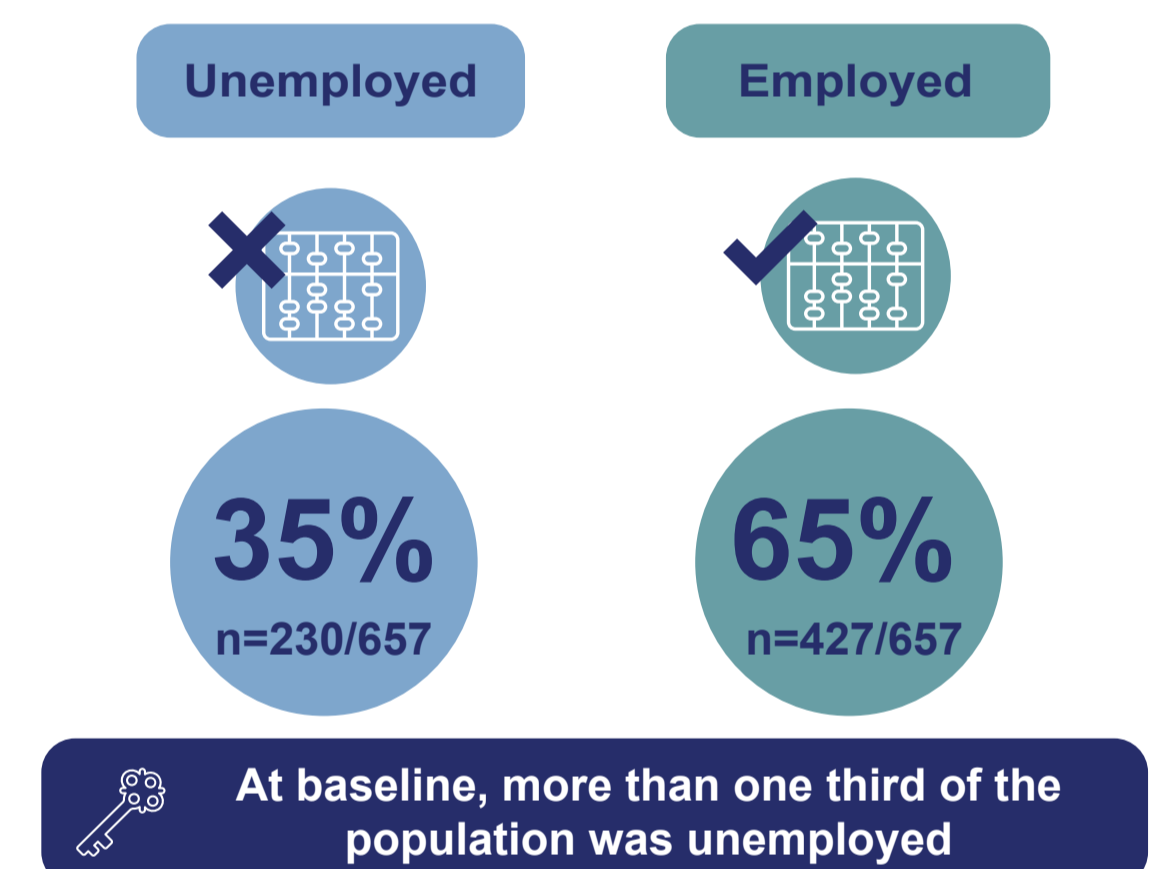 Unemployed
Employed
35%
n=230/657
65%
n=427/657
At baseline, more than one third of the
population was unemployed